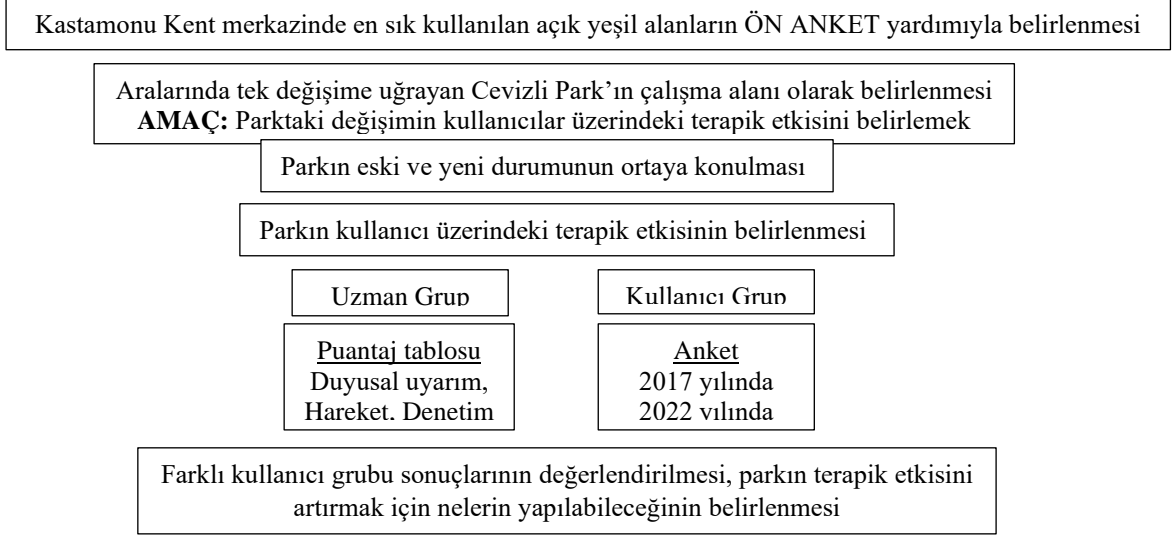 Kastamonu Kent merkazinde en sık kullanılan açık yeşil alanların ÖN ANKET yardımıyla belirlenmesi
Aralarında tek değişime uğrayan Cevizli Park’ın çalışma alanı olarak belirlenmesi
AMAÇ: Parktaki değişimin kullanıcılar üzerindeki terapik etkisini belirlemek
Parkın eski ve yeni durumunun ortaya konulması
Parkın kullanıcı üzerindeki terapik etkisinin belirlenmesi
Uzman Grup
Kullanıcı Grup
Puantaj tablosu
Duyusal uyarım,
Hareket, Denetim
Anket
2017 yılında
2022 yılında
Farklı kullanıcı grubu sonuçlarının değerlendirilmesi, parkın terapik etkisini
artırmak için nelerin yapılabileceğinin belirlenmesi